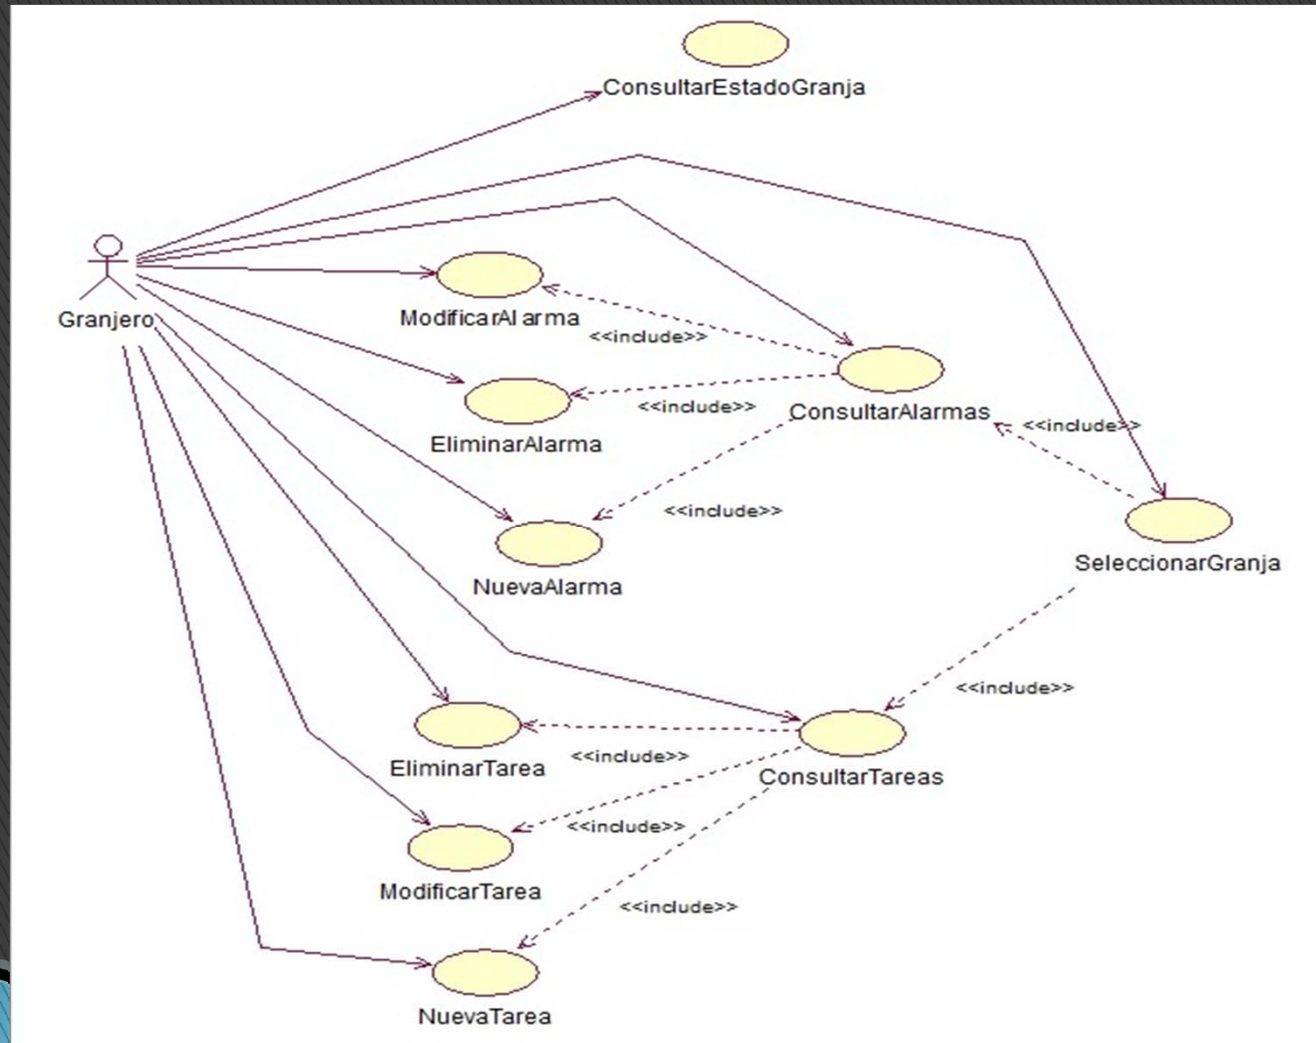 ConsultarEstadoGranja
Granjero
ModificarAlarma
<<include>>
<<include>>
ConsultarAlarmas
<<include>>
EliminarAlarma
<<include>>
SeleccionarGranja
NuevaAlarma
<<include>>
<<include>>
EliminarTarea
ConsultarTareas
<<include>>
ModificarTarea
<<include>>
NuevaTarea